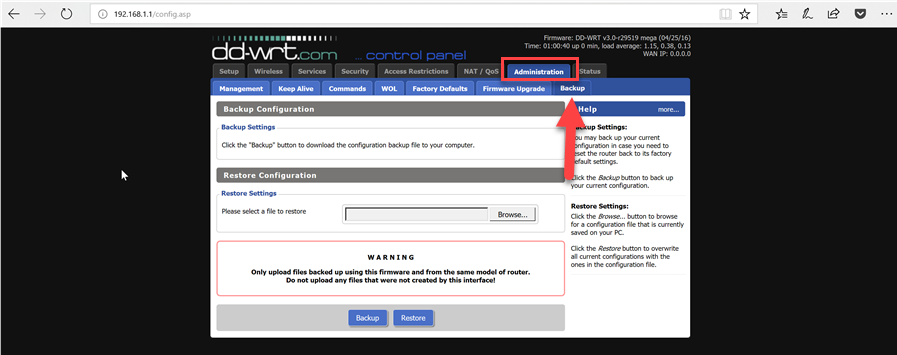 192.168.1.1/config.asp
Firmware: DD-WRT v3.0-r29519 mega (04/25/16)
Time: 01:00:40 up 0 min, load average: 1.15, 0.38, 0.13
WAN IP: 0.0.0.0
dd-wrt.com ... control panel
Setup Wireless Services Security Access Restrictions NAT / QoS Administration Status
Management Keep Alive Commands WOL Factory Defaults Firmware Upgrade Backup
Backup Configuration
Backup Settings
Click the "Backup" button to download the configuration backup file to your computer.
Restore Configuration
Restore Settings
Please select a file to restore
Browse...
W A R N I N G
Only upload files backed up using this firmware and from the same model of router.
Do not upload any files that were not created by this interface!
Backup Restore
Help more...
Backup Settings:
You may back up your current
configuration in case you need to
reset the router back to its factory
default settings.
Click the Backup button to back up
your current configuration.
Restore Settings:
Click the Browse... button to browse
for a configuration file that is currently
saved on your PC.
Click the Restore button to overwrite
all current configurations with the
ones in the configuration file.